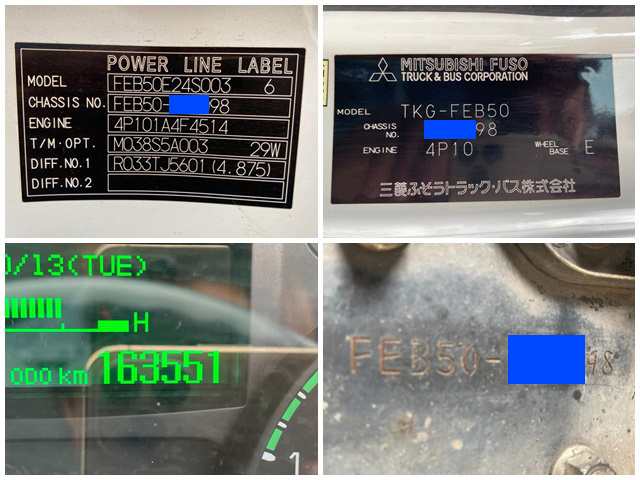 POWER LINE LABEL
MODEL FEB50E24S003 6
CHASSIS NO. FEB50- 98
ENGINE 4P101A4F4514
T/M·OPT. M038S5A003 29W
DIFF.NO.1 R033TJ5601(4.875)
DIFF.NO.2
MITSUBISHI FUSO
TRUCK & BUS CORPORATION
MODEL TKG-FEB50
CHASSIS NO. 98
ENGINE 4P10 WHEEL BASE E
三菱ふそうトラック・バス株式会社
0/13(TUE)
H
ODO km 163551
1
FEB50- 98